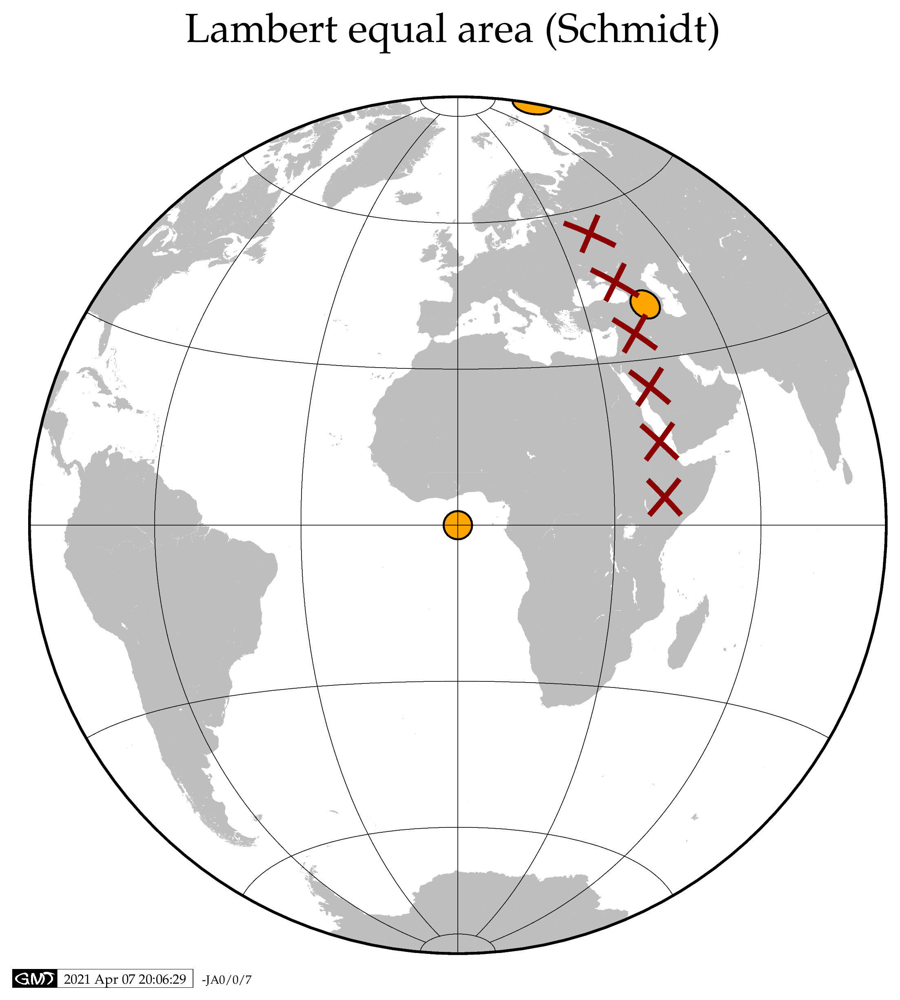 Lambert equal area (Schmidt)
GMT 2021 Apr 07 20:06:29 -JA0/0/7